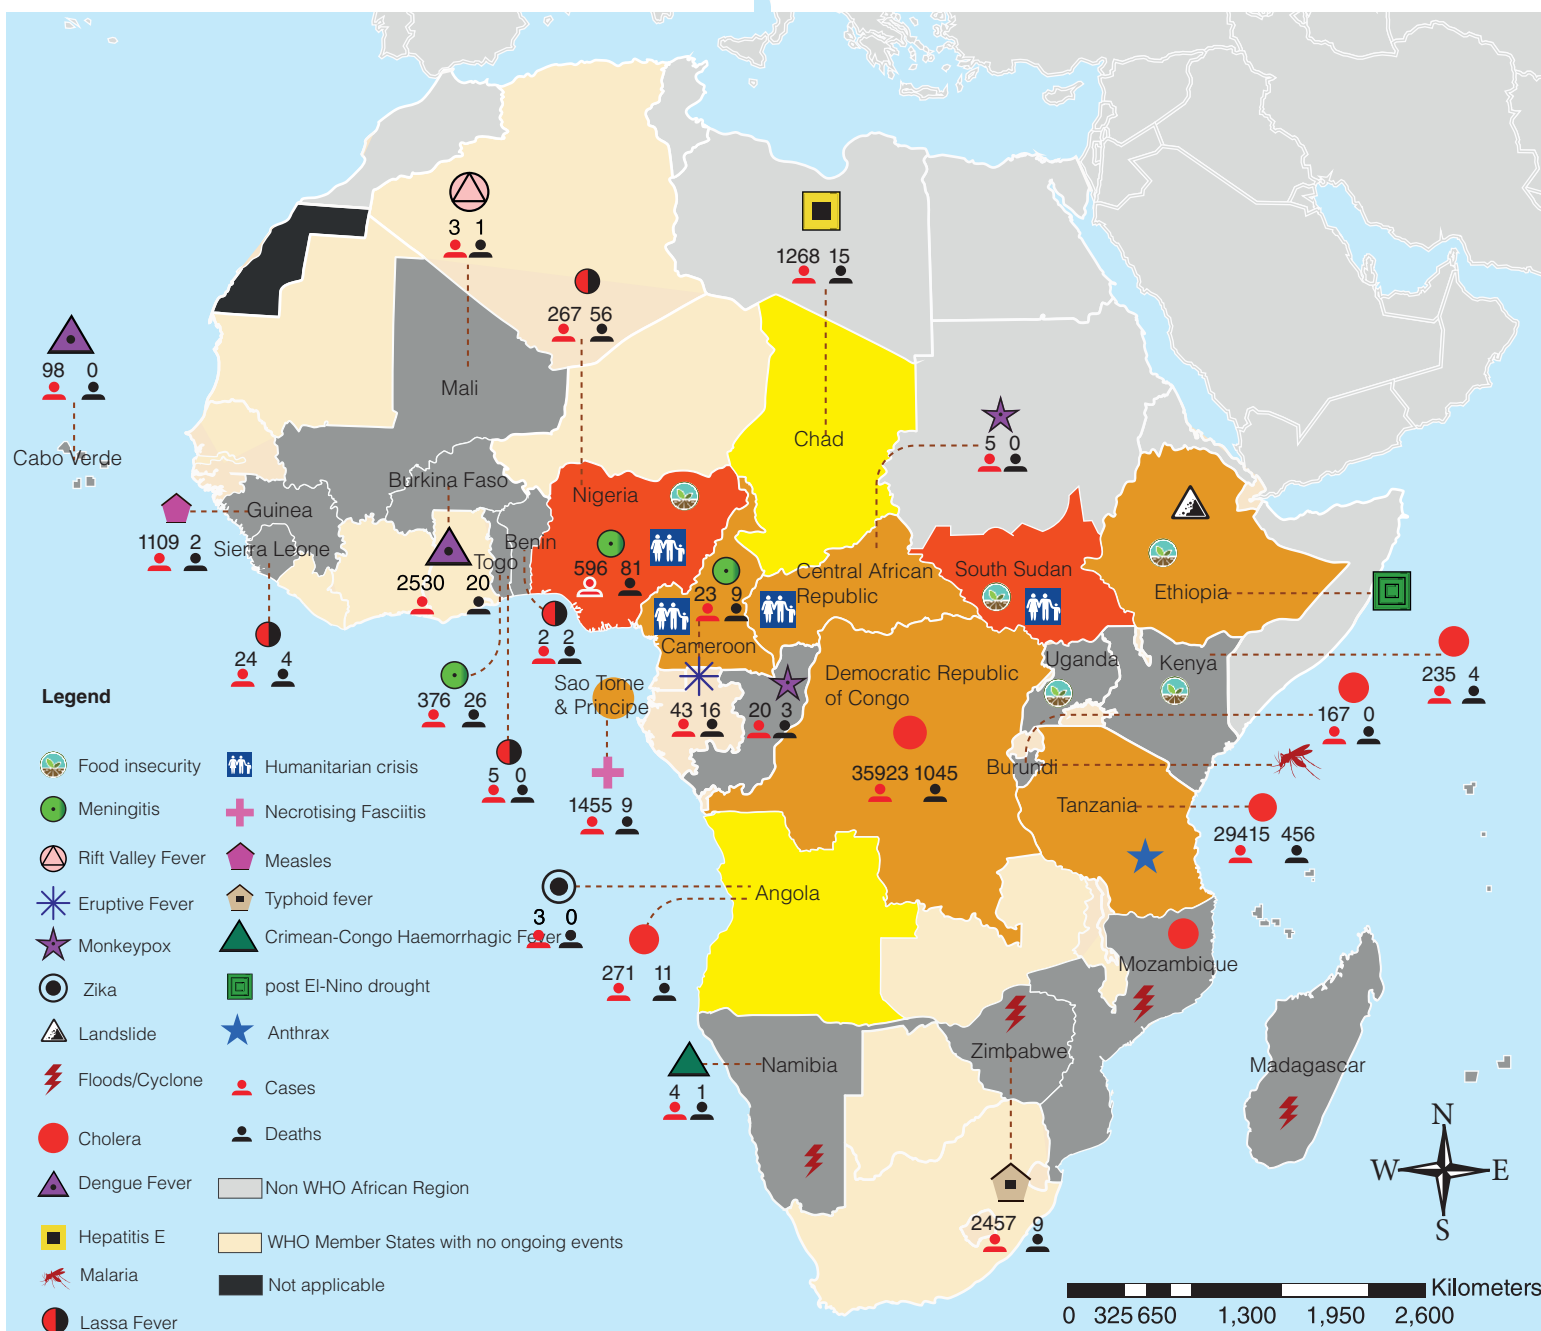 3 1
1268 15
267 56
98 0
Cabo Verde
Mali
Chad
5 0
Burkina Faso
Nigeria
Guinea
1109 2
Sierra Leone
Benin
Togo
2530 20
596 81
23 9
Central African
Republic
South Sudan
Ethiopia
24 4
2 2
Cameroon
Uganda
Kenya
235 4
Democratic Republic
of Congo
Sao Tome
& Principe
376 26
43 16
20 3
167 0
5 0
35923 1045
Burundi
1455 9
Tanzania
29415 456
Angola
3 0
271 11
Mozambique
Namibia
4 1
Zimbabwe
Madagascar
2457 9
Legend
Food insecurity
Meningitis
Rift Valley Fever
Eruptive Fever
Monkeypox
Zika
Landslide
Floods/Cyclone
Cholera
Dengue Fever
Hepatitis E
Malaria
Lassa Fever
Humanitarian crisis
Necrotising Fasciitis
Measles
Typhoid fever
Crimean-Congo Haemorrhagic Fever
post El-Nino drought
Anthrax
Cases
Deaths
Non WHO African Region
WHO Member States with no ongoing events
Not applicable
N
W E
S
Kilometers
0 325 650 1,300 1,950 2,600